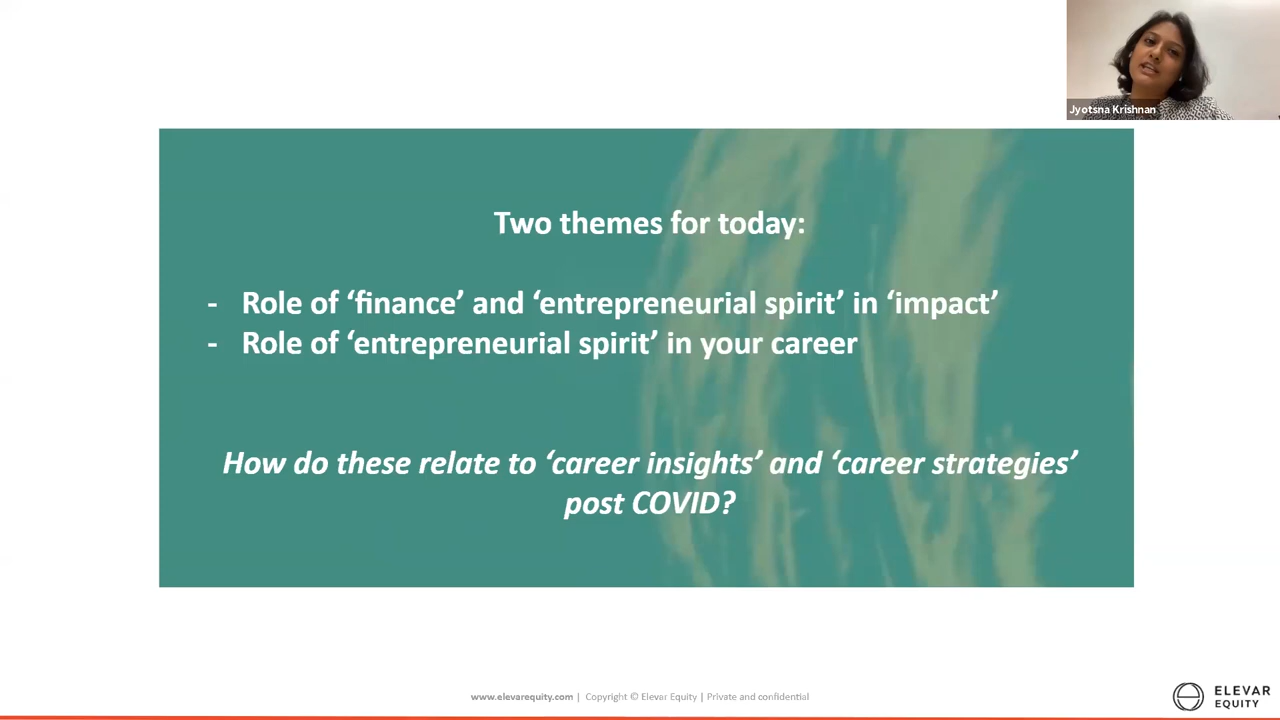 Jyotsna Krishnan
Two themes for today:
- Role of ‘finance’ and ‘entrepreneurial spirit’ in ‘impact’
- Role of ‘entrepreneurial spirit’ in your career
How do these relate to ‘career insights’ and ‘career strategies’
post COVID?
www.elevarequity.com | Copyright © Elevar Equity | Private and confidential
ELEVAR
EQUITY